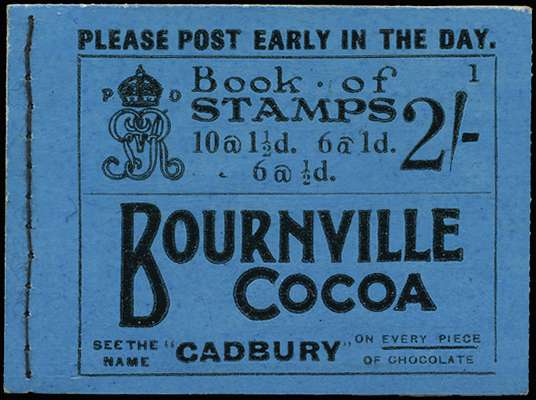 PLEASE POST EARLY IN THE DAY.
1
P O
GR
Book · of
STAMPS
2/-
10 @ 1½d. 6 @ 1d.
6 @ ½d.
BOURNVILLE
COCOA
SEE THE NAME "CADBURY" ON EVERY PIECE OF CHOCOLATE